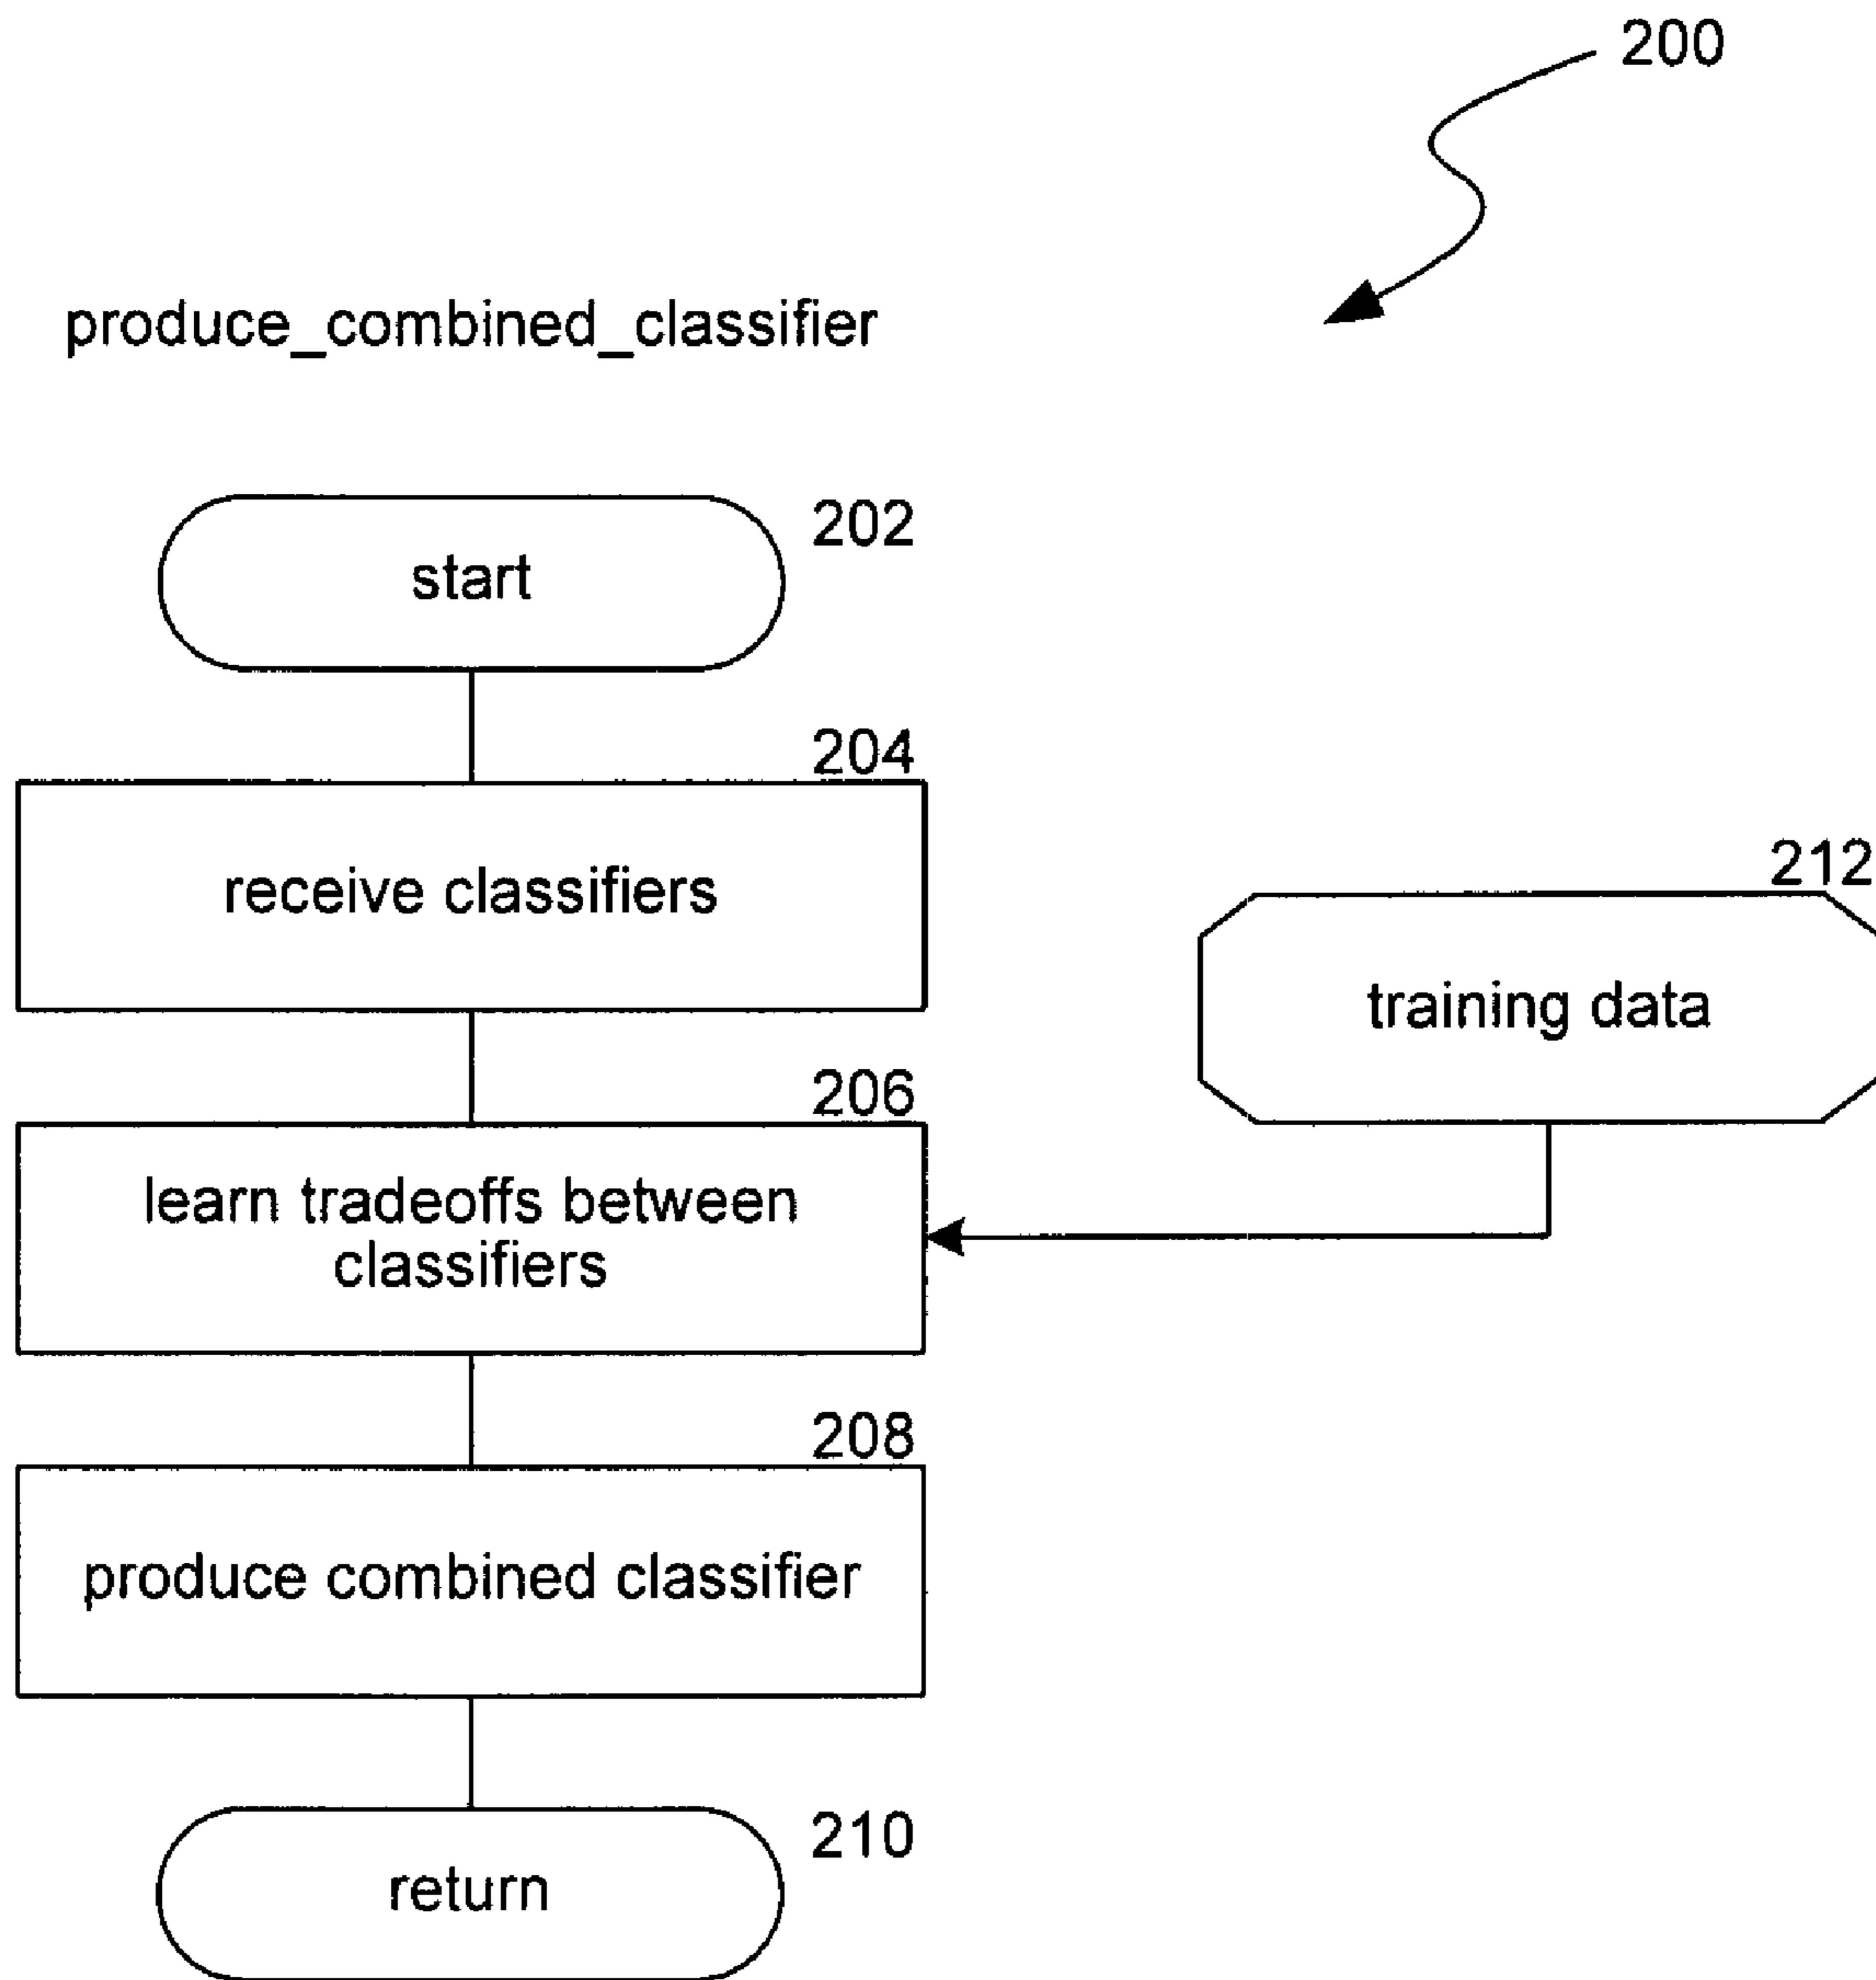 200
produce_combined_classifier
202
start
204
receive classifiers
212
training data
206
learn tradeoffs between
classifiers
208
produce combined classifier
210
return